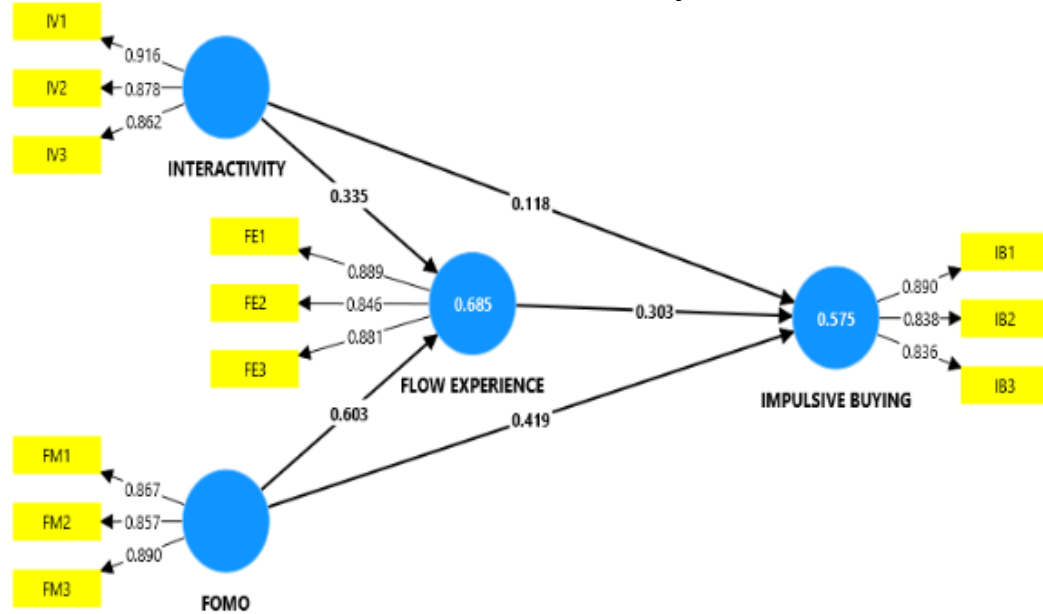 IV1
0.916
IV2
0.878
0.862
IV3
INTERACTIVITY
0.335
0.118
FE1
0.889
FE2
0.846
0.881
FE3
0.685
FLOW EXPERIENCE
0.303
0.575
IMPULSIVE BUYING
IB1
0.890
0.838
IB2
0.836
IB3
0.603
0.419
FM1
0.867
FM2
0.857
0.890
FM3
FOMO